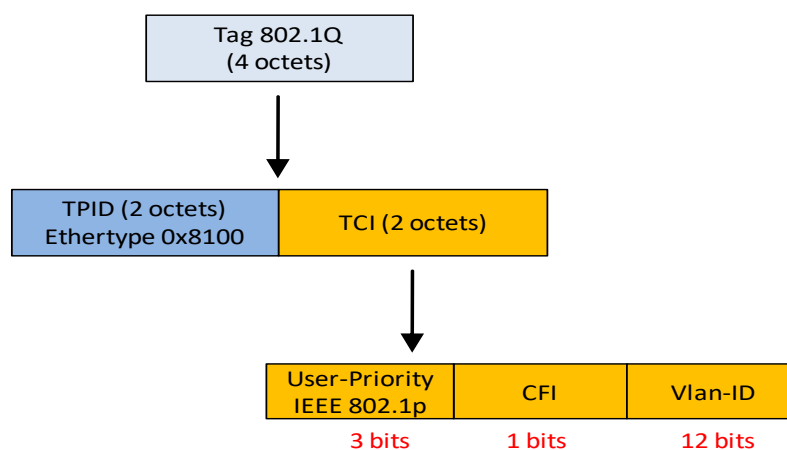 Tag 802.1Q
(4 octets)
TPID (2 octets)
Ethertype 0x8100
TCI (2 octets)
User-Priority
IEEE 802.1p
CFI
Vlan-ID
3 bits
1 bits
12 bits